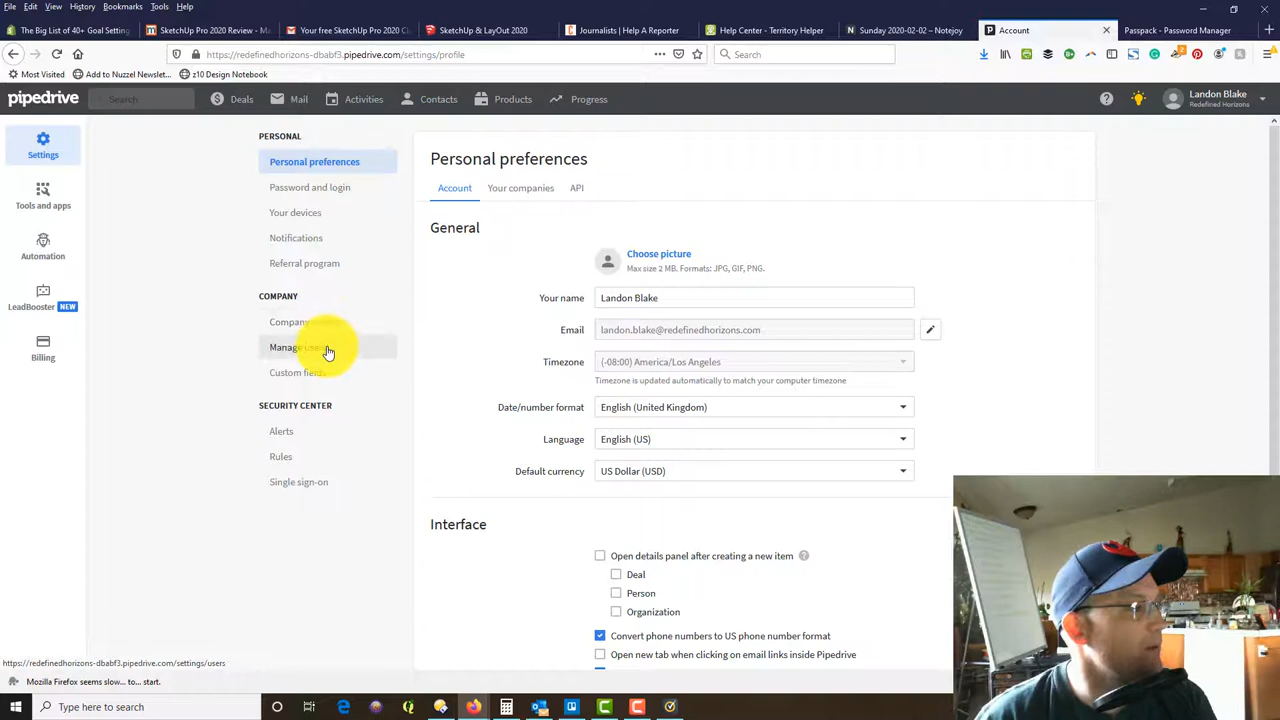 File Edit View History Bookmarks Tools Help
The Big List of 40+ Goal Setting
SketchUp Pro 2020 Review - Ma
Your free SketchUp Pro 2020 Cl
SketchUp & LayOut 2020
Journalists | Help A Reporter
Help Center - Territory Helper
Sunday 2020-02-02 – Notejoy
Account
Passpack - Password Manager
https://redefinedhorizons-dbabf3.pipedrive.com/settings/profile
Search
Most Visited
Add to Nuzzel Newslet...
z10 Design Notebook
pipedrive
Search
Deals
Mail
Activities
Contacts
Products
Progress
Landon Blake
Redefined Horizons
Settings
Tools and apps
Automation
LeadBooster NEW
Billing
PERSONAL
Personal preferences
Password and login
Your devices
Notifications
Referral program
COMPANY
Company
Manage users
Custom fields
SECURITY CENTER
Alerts
Rules
Single sign-on
Personal preferences
Account Your companies API
General
Choose picture
Max size 2 MB. Formats: JPG, GIF, PNG.
Your name Landon Blake
Email landon.blake@redefinedhorizons.com
Timezone (-08:00) America/Los Angeles
Timezone is updated automatically to match your computer timezone
Date/number format English (United Kingdom)
Language English (US)
Default currency US Dollar (USD)
Interface
Open details panel after creating a new item ?
Deal
Person
Organization
Convert phone numbers to US phone number format
Open new tab when clicking on email links inside Pipedrive
https://redefinedhorizons-dbabf3.pipedrive.com/settings/users
Mozilla Firefox seems slow... to... start.
Type here to search